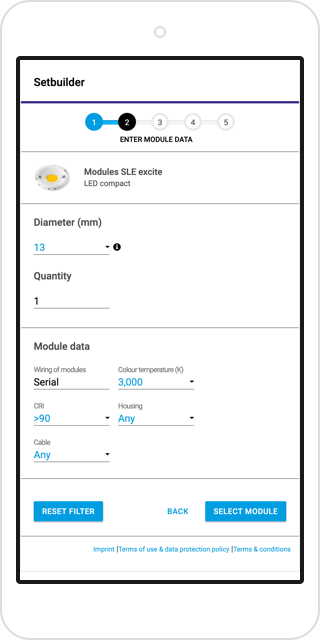 Setbuilder
1 2 3 4 5
ENTER MODULE DATA
Modules SLE excite
LED compact
Diameter (mm)
13
Quantity
1
Module data
Wiring of modules Colour temperature (K)
Serial 3,000
CRI Housing
>90 Any
Cable
Any
RESET FILTER BACK SELECT MODULE
Imprint |Terms of use & data protection policy |Terms & conditions